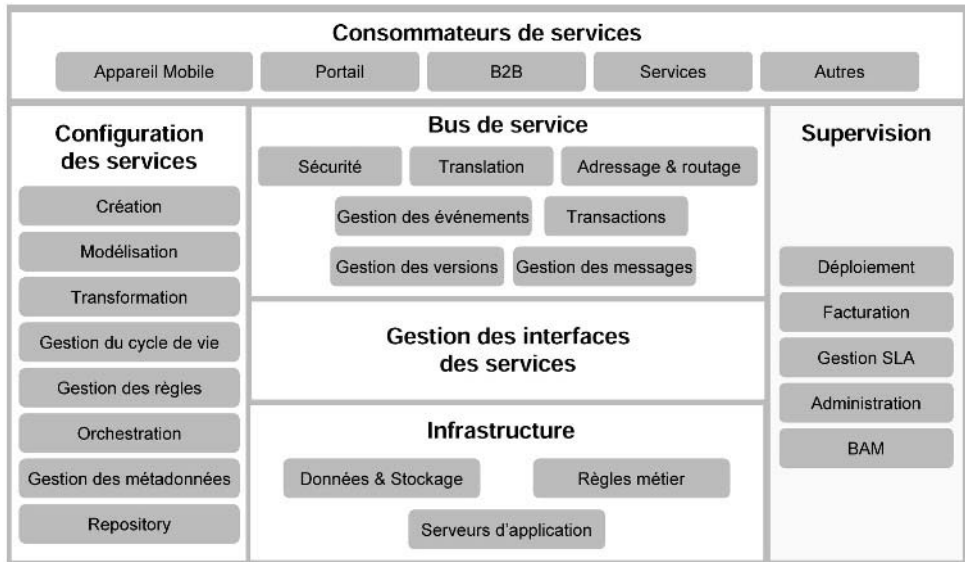 Consommateurs de services
Appareil Mobile
Portail
B2B
Services
Autres
Configuration
des services
Création
Modélisation
Transformation
Gestion du cycle de vie
Gestion des règles
Orchestration
Gestion des métadonnées
Repository
Bus de service
Sécurité
Translation
Adressage & routage
Gestion des événements
Transactions
Gestion des versions
Gestion des messages
Gestion des interfaces
des services
Infrastructure
Données & Stockage
Règles métier
Serveurs d'application
Supervision
Déploiement
Facturation
Gestion SLA
Administration
BAM